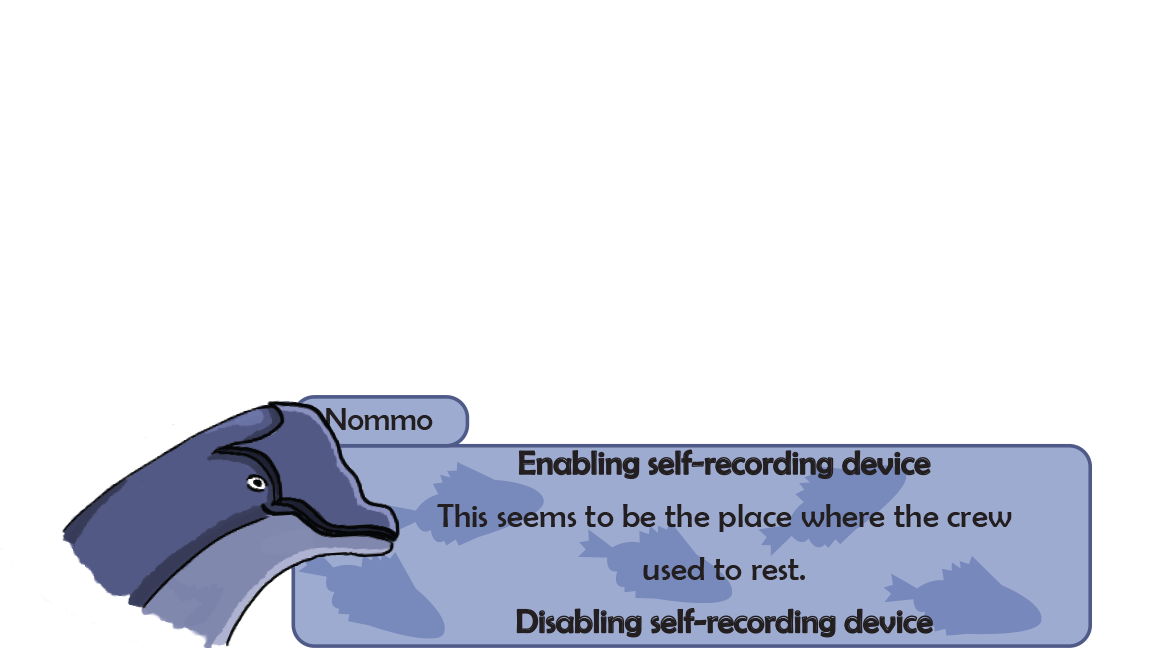 Nommo
Enabling self-recording device
This seems to be the place where the crew
used to rest.
Disabling self-recording device